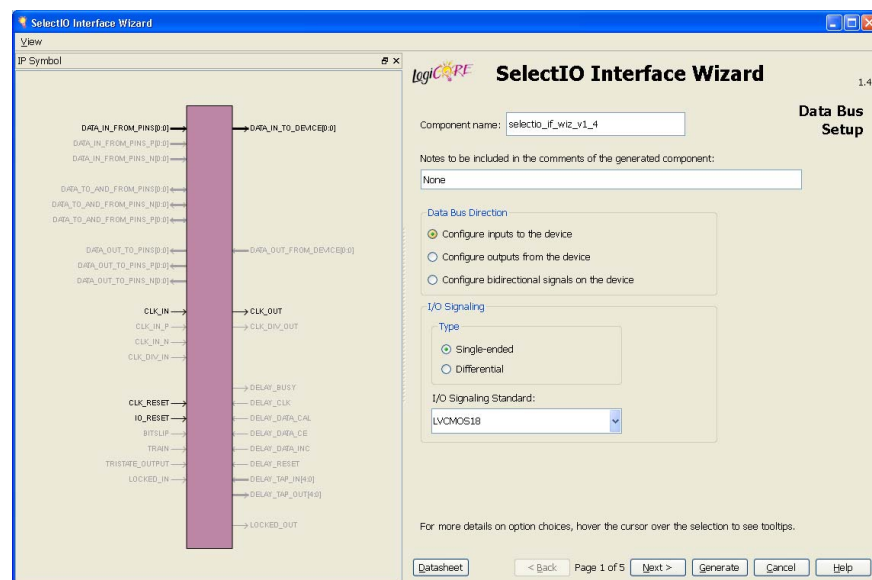 SelectIO Interface Wizard
View
IP Symbol
DATA_IN_FROM_PINS[0:0]
DATA_IN_FROM_PINS_P[0:0]
DATA_IN_FROM_PINS_N[0:0]
DATA_TO_AND_FROM_PINS[0:0]
DATA_TO_AND_FROM_PINS_N[0:0]
DATA_TO_AND_FROM_PINS_P[0:0]
DATA_OUT_TO_PINS[0:0]
DATA_OUT_TO_PINS_P[0:0]
DATA_OUT_TO_PINS_N[0:0]
CLK_IN
CLK_IN_P
CLK_IN_N
CLK_DIV_IN
CLK_RESET
IO_RESET
BITSLIP
TRAIN
TRISTATE_OUTPUT
LOCKED_IN
DATA_IN_TO_DEVICE[0:0]
DATA_OUT_FROM_DEVICE[0:0]
CLK_OUT
CLK_DIV_OUT
DELAY_BUSY
DELAY_CLK
DELAY_DATA_CAL
DELAY_DATA_CE
DELAY_DATA_INC
DELAY_RESET
DELAY_TAP_IN[4:0]
DELAY_TAP_OUT[4:0]
LOCKED_OUT
logiCORE
SelectIO Interface Wizard
1.4
Data Bus
Setup
Component name: selectio_if_wiz_v1_4
Notes to be included in the comments of the generated component:
None
Data Bus Direction
Configure inputs to the device
Configure outputs from the device
Configure bidirectional signals on the device
I/O Signaling
Type
Single-ended
Differential
I/O Signaling Standard:
LVCMOS18
For more details on option choices, hover the cursor over the selection to see tooltips.
Datasheet < Back Page 1 of 5 Next > Generate Cancel Help